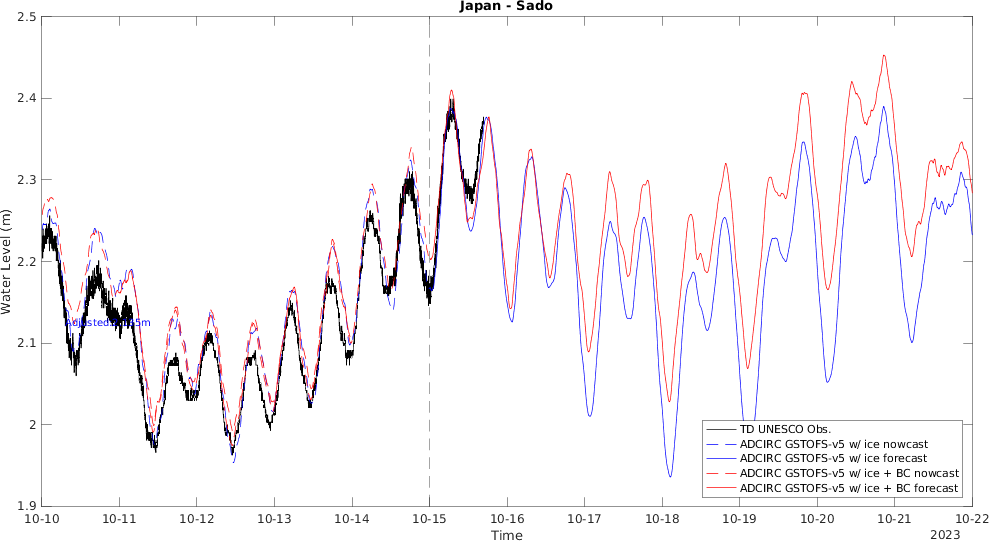 Japan - Sado
Water Level (m)
2.5
2.4
2.3
2.2
2.1
2
1.9
TD UNESCO Obs.
ADCIRC GSTOFS-v5 w/ ice nowcast
ADCIRC GSTOFS-v5 w/ ice forecast
ADCIRC GSTOFS-v5 w/ ice + BC nowcast
ADCIRC GSTOFS-v5 w/ ice + BC forecast
10-10 10-11 10-12 10-13 10-14 10-15 10-16 10-17 10-18 10-19 10-20 10-21 10-22
Time
2023